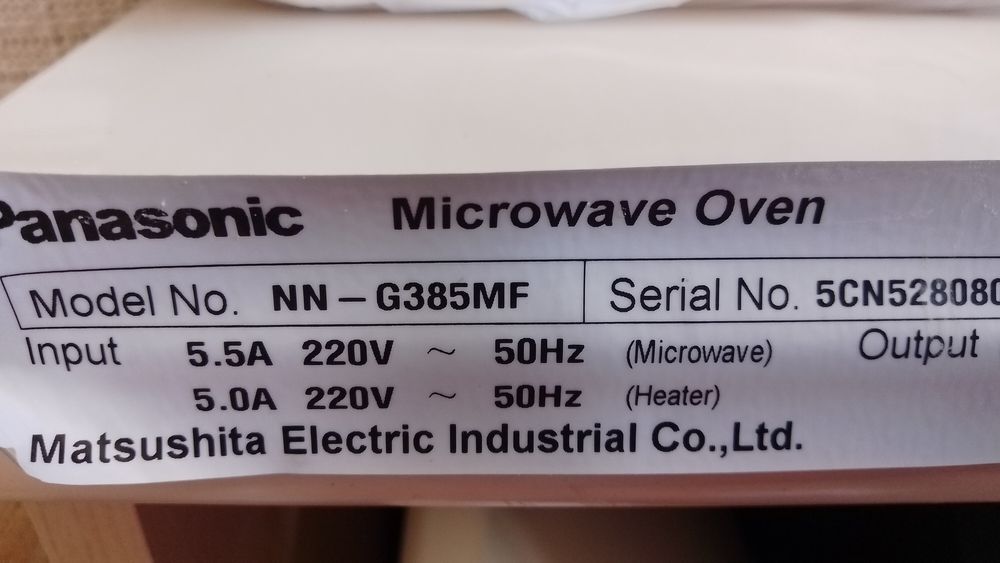 Panasonic Microwave Oven
Model No. NN-G385MF Serial No. 5CN528080
Input 5.5A 220V ~ 50Hz (Microwave) Output
5.0A 220V ~ 50Hz (Heater)
Matsushita Electric Industrial Co.,Ltd.